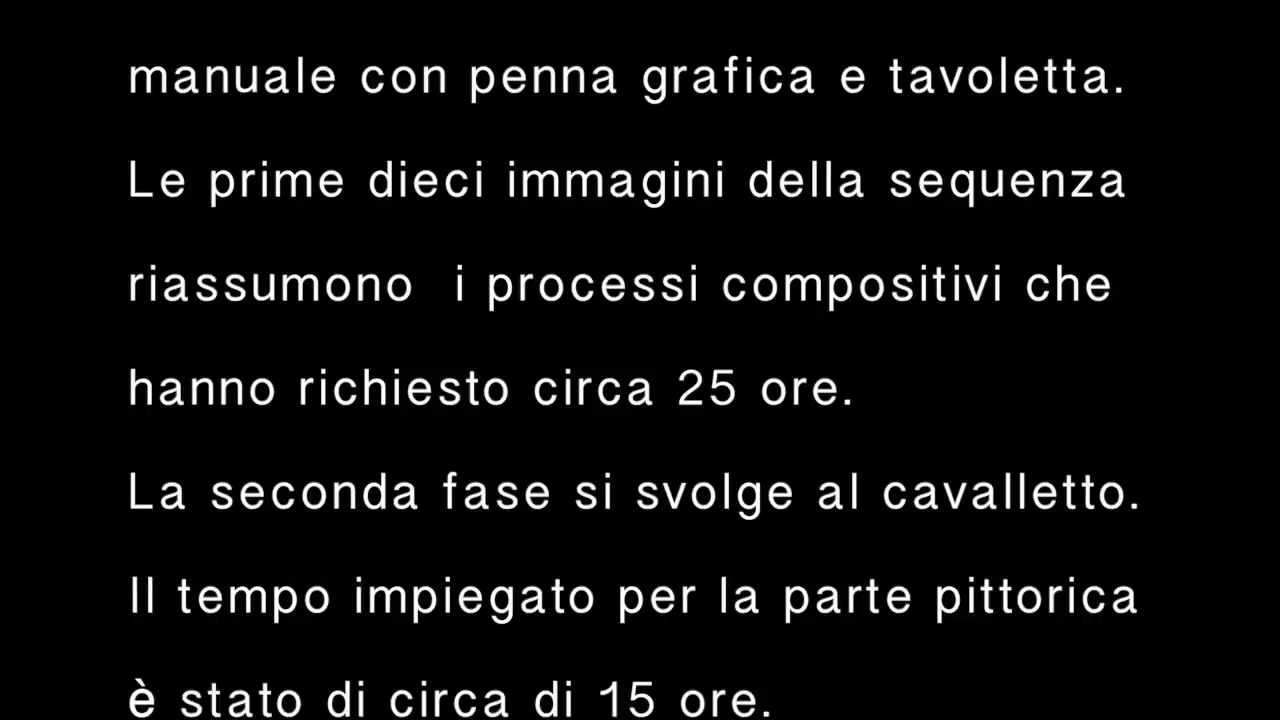 manuale con penna grafica e tavoletta.
Le prime dieci immagini della sequenza
riassumono  i processi compositivi che
hanno richiesto circa 25 ore.
La seconda fase si svolge al cavalletto.
Il tempo impiegato per la parte pittorica
è stato di circa di 15 ore.